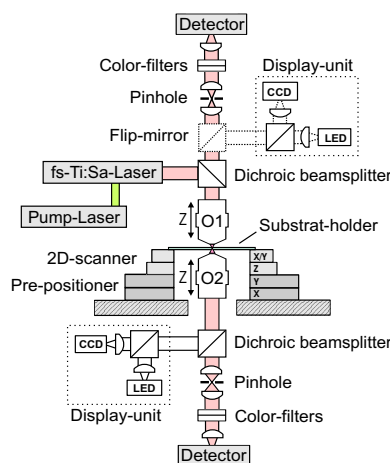 Detector
Color-filters
Display-unit
CCD
Pinhole
LED
Flip-mirror
fs-Ti:Sa-Laser
Dichroic beamsplitter
Pump-Laser
Z
O1
Substrat-holder
2D-scanner
X/Y
Z
O2
Z
Pre-positioner
Y
X
CCD
Dichroic beamsplitter
LED
Pinhole
Display-unit
Color-filters
Detector